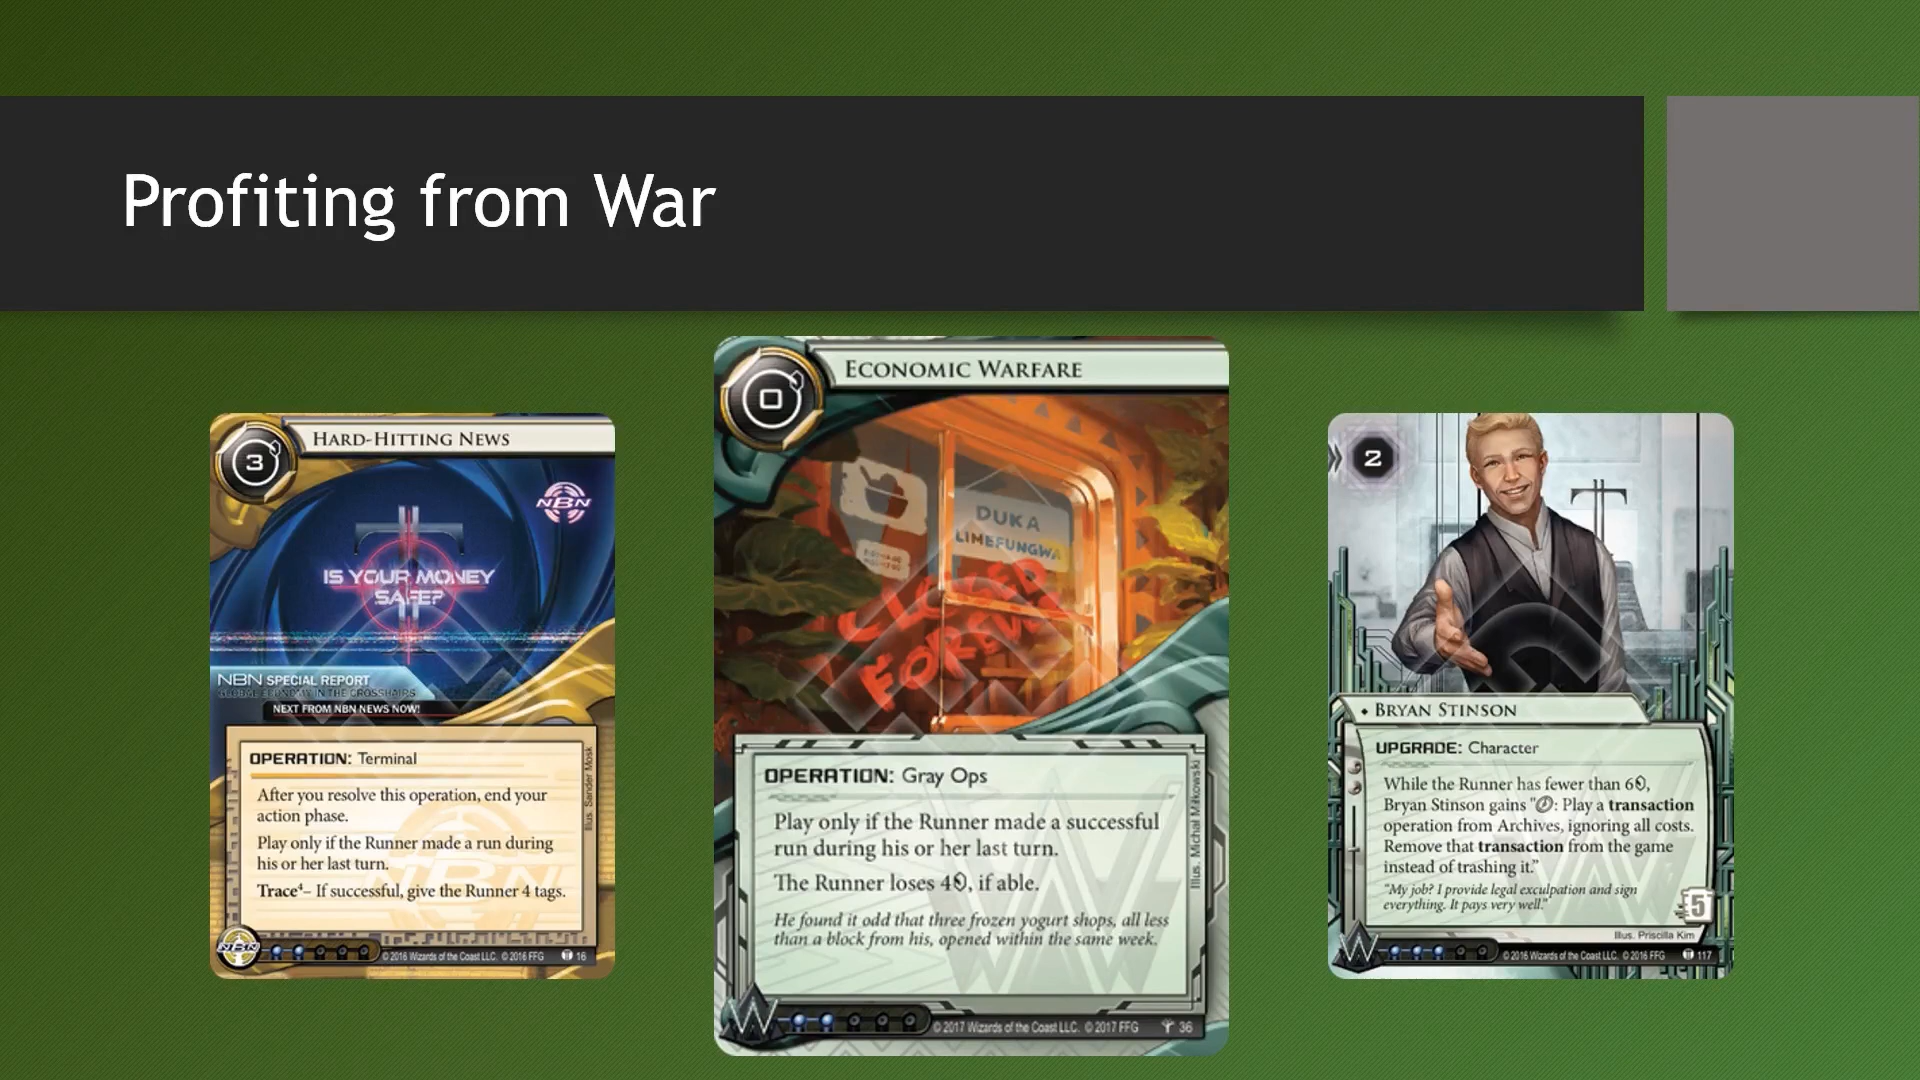 Profiting from War
3
HARD-HITTING NEWS
NBN
IS YOUR MONEY
SAFE?
NBN SPECIAL REPORT
GLOBAL ECONOMY IN THE CROSSHAIRS
NEXT FROM NBN NEWS NOW!
OPERATION: Terminal
After you resolve this operation, end your
action phase.
Play only if the Runner made a run during
his or her last turn.
Trace4– If successful, give the Runner 4 tags.
Illus. Sander Mosk
NBN
© 2016 Wizards of the Coast LLC. © 2016 FFG
16
0
ECONOMIC WARFARE
DUKA
LIMEFUNGWA
CLOSED
FOREVER
OPERATION: Gray Ops
Play only if the Runner made a successful
run during his or her last turn.
The Runner loses 4, if able.
He found it odd that three frozen yogurt shops, all less
than a block from his, opened within the same week.
Illus. Michał Miłkowski
© 2017 Wizards of the Coast LLC. © 2017 FFG
36
2
BRYAN STINSON
UPGRADE: Character
While the Runner has fewer than 6,
Bryan Stinson gains ": Play a transaction
operation from Archives, ignoring all costs.
Remove that transaction from the game
instead of trashing it."
"My job? I provide legal exculpation and sign
everything. It pays very well."
5
Illus. Priscilla Kim
© 2016 Wizards of the Coast LLC. © 2016 FFG
117